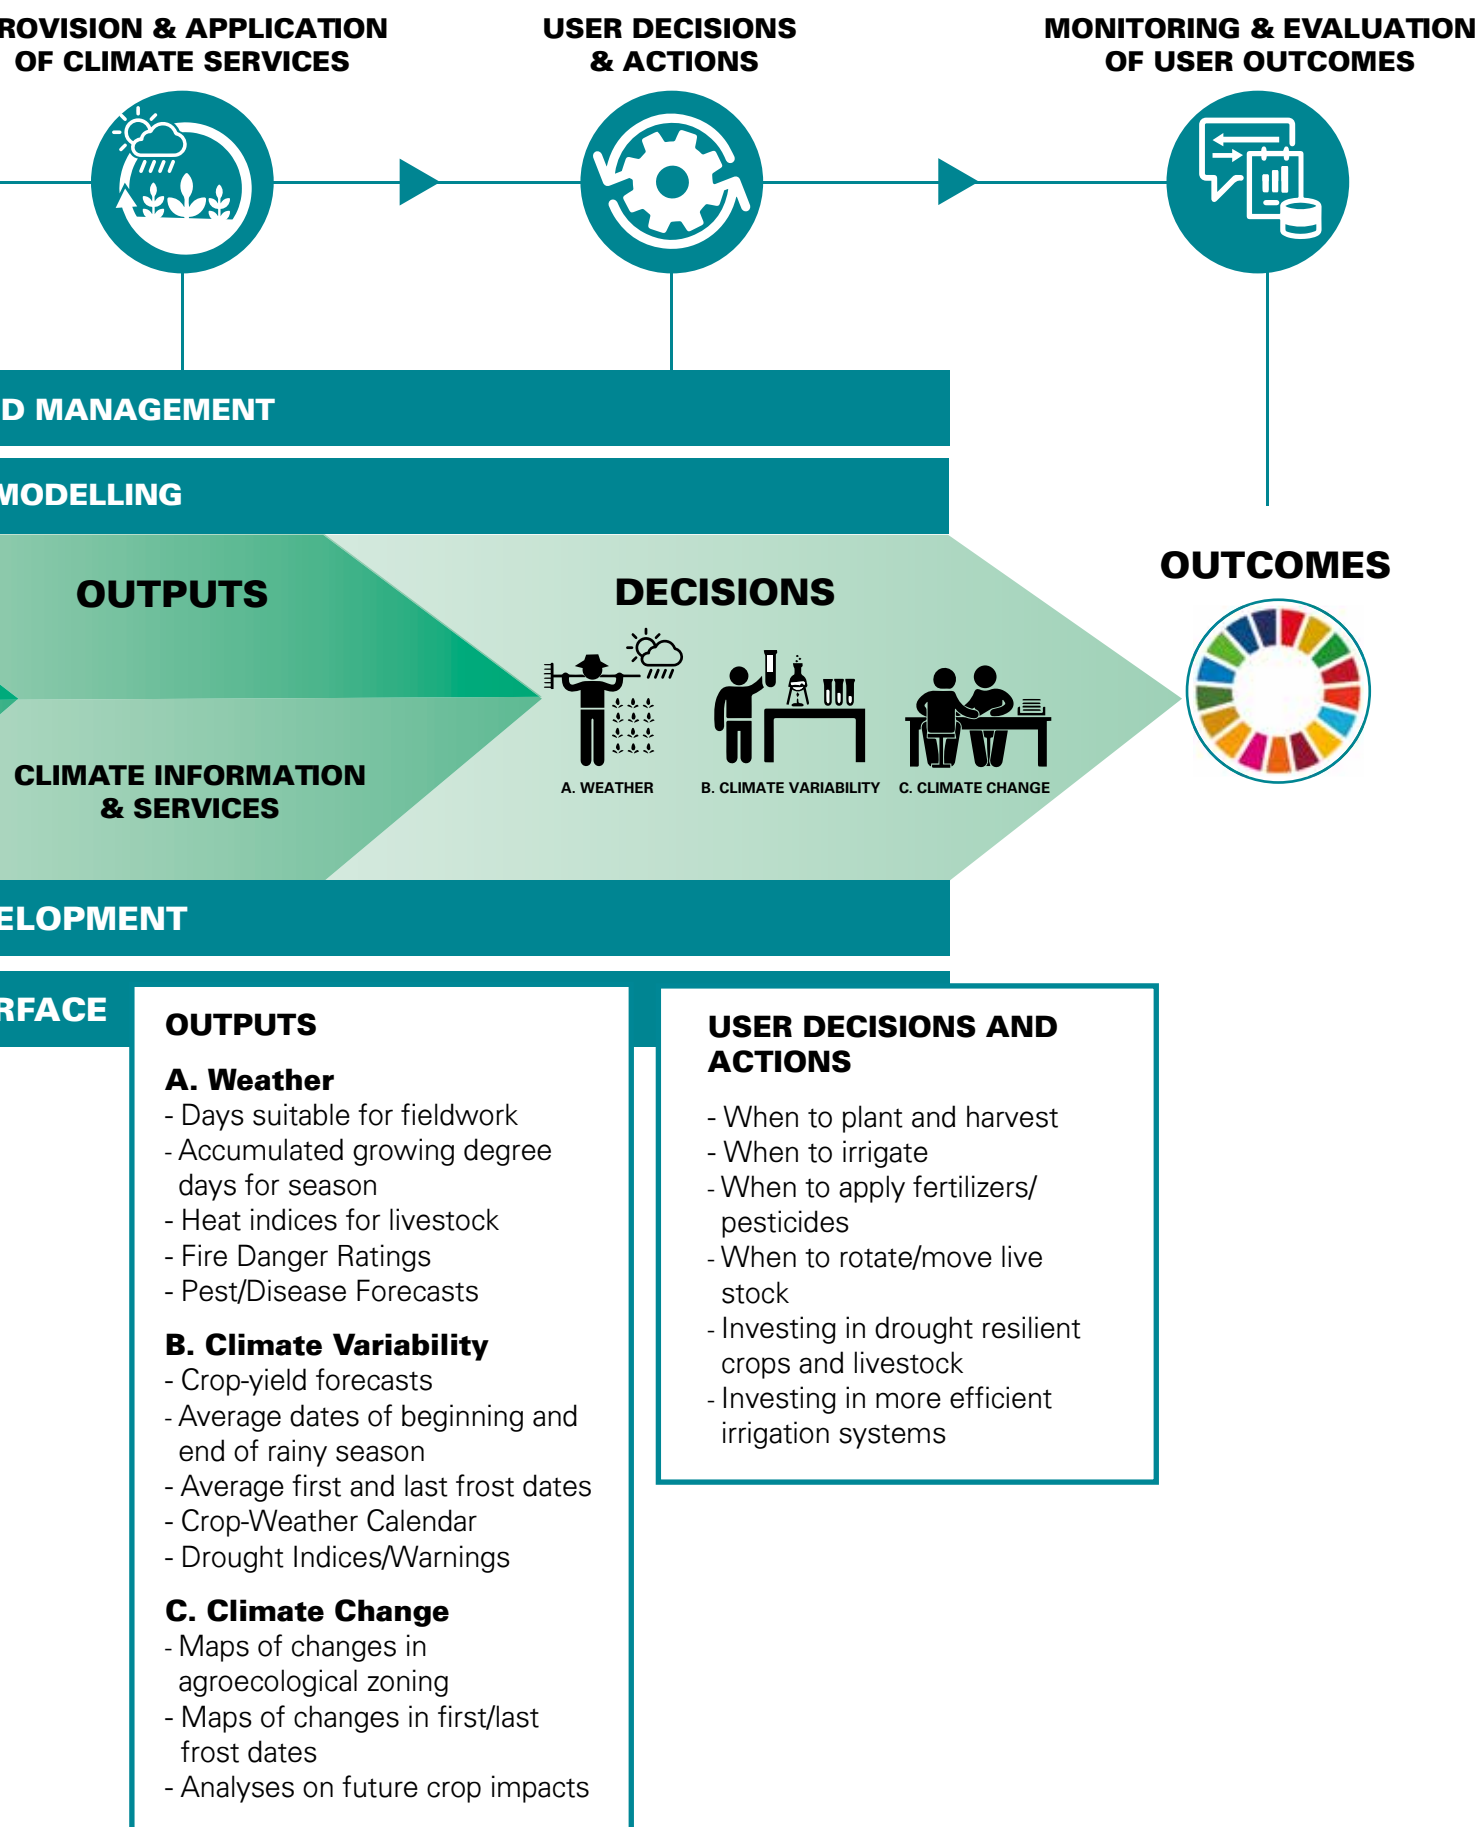 ROVISION & APPLICATION
OF CLIMATE SERVICES
USER DECISIONS
& ACTIONS
MONITORING & EVALUATION
OF USER OUTCOMES
D MANAGEMENT
MODELLING
OUTPUTS
CLIMATE INFORMATION
& SERVICES
DECISIONS
A. WEATHER
B. CLIMATE VARIABILITY
C. CLIMATE CHANGE
OUTCOMES
ELOPMENT
RFACE
OUTPUTS
A. Weather
- Days suitable for fieldwork
- Accumulated growing degree
days for season
- Heat indices for livestock
- Fire Danger Ratings
- Pest/Disease Forecasts
B. Climate Variability
- Crop-yield forecasts
- Average dates of beginning and
end of rainy season
- Average first and last frost dates
- Crop-Weather Calendar
- Drought Indices/Warnings
C. Climate Change
- Maps of changes in
agroecological zoning
- Maps of changes in first/last
frost dates
- Analyses on future crop impacts
USER DECISIONS AND
ACTIONS
- When to plant and harvest
- When to irrigate
- When to apply fertilizers/
pesticides
- When to rotate/move live
stock
- Investing in drought resilient
crops and livestock
- Investing in more efficient
irrigation systems